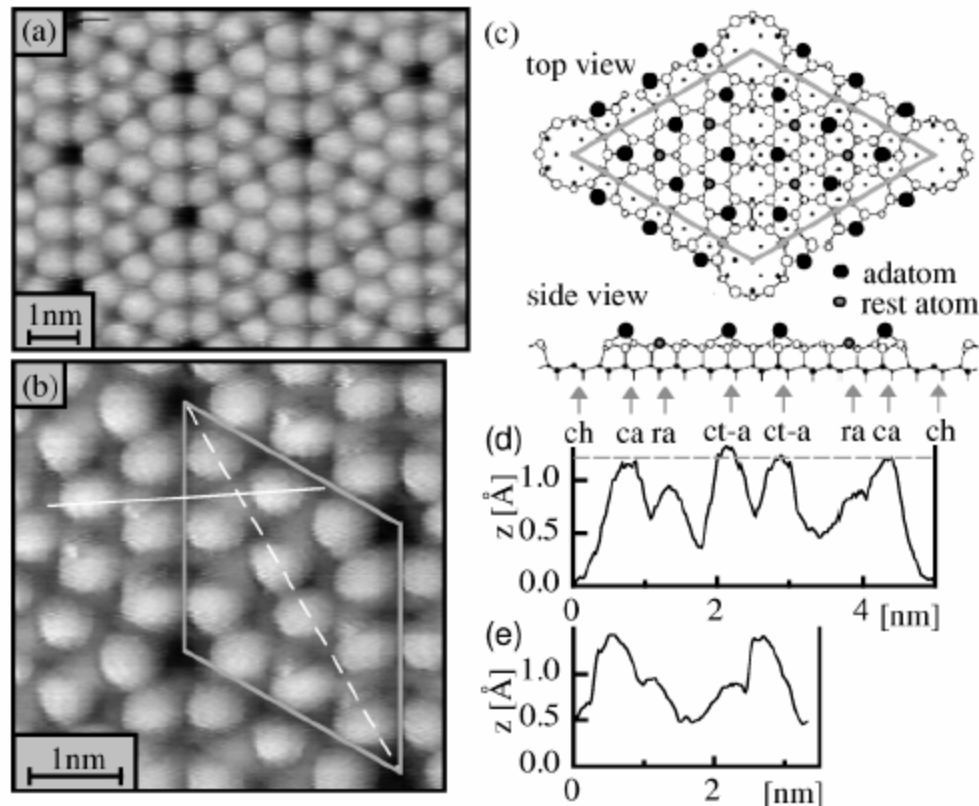 (a)
1nm
(b)
1nm
(c)
top view
adatom
rest atom
side view
ch ca ra ct-a ct-a ra ca ch
(d)
z [Å]
1.0
0.5
0.0
0 2 4 [nm]
(e)
z [Å]
1.0
0.5
0.0
0 2 [nm]